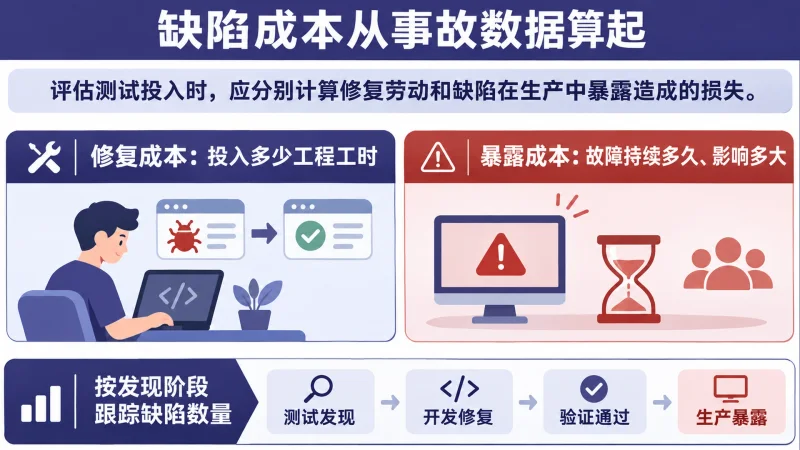 缺陷成本从事故数据算起
评估测试投入时，应分别计算修复劳动和缺陷在生产中暴露造成的损失。
修复成本：投入多少工程工时
暴露成本：故障持续多久、影响多大
</>
按发现阶段
跟踪缺陷数量
测试发现
</>
开发修复
验证通过
生产暴露